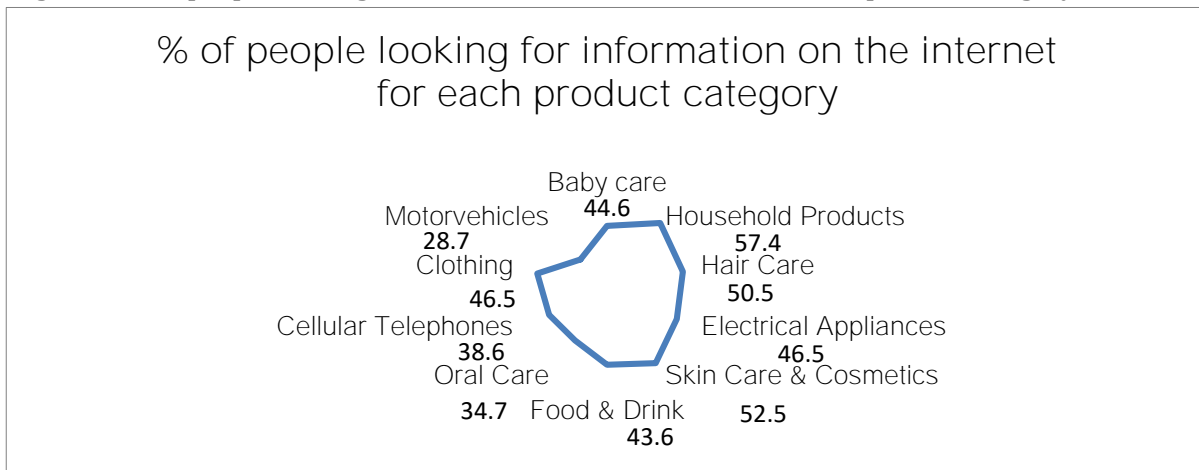 % of people looking for information on the internet
for each product category
Baby care
44.6
Household Products
57.4
Hair Care
50.5
Electrical Appliances
46.5
Skin Care & Cosmetics
52.5
Food & Drink
43.6
Oral Care
34.7
Cellular Telephones
38.6
Clothing
46.5
Motorvehicles
28.7